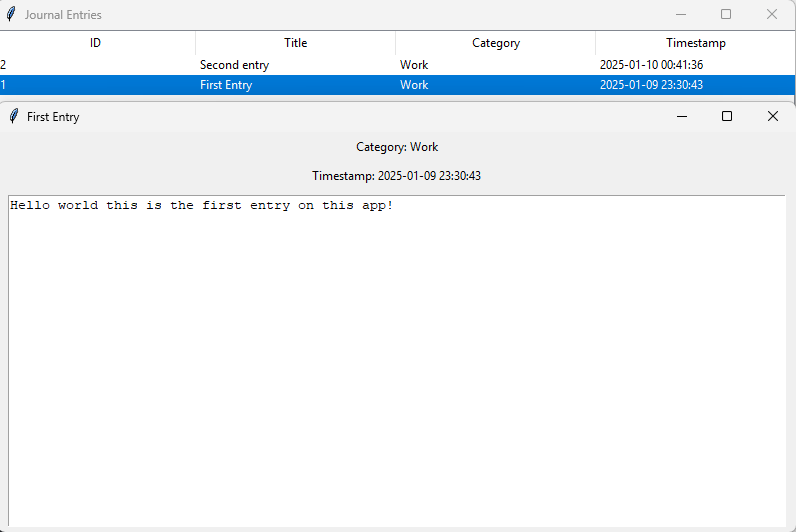 Journal Entries
ID Title Category Timestamp
2 Second entry Work 2025-01-10 00:41:36
1 First Entry Work 2025-01-09 23:30:43
First Entry
Category: Work
Timestamp: 2025-01-09 23:30:43
Hello world this is the first entry on this app!